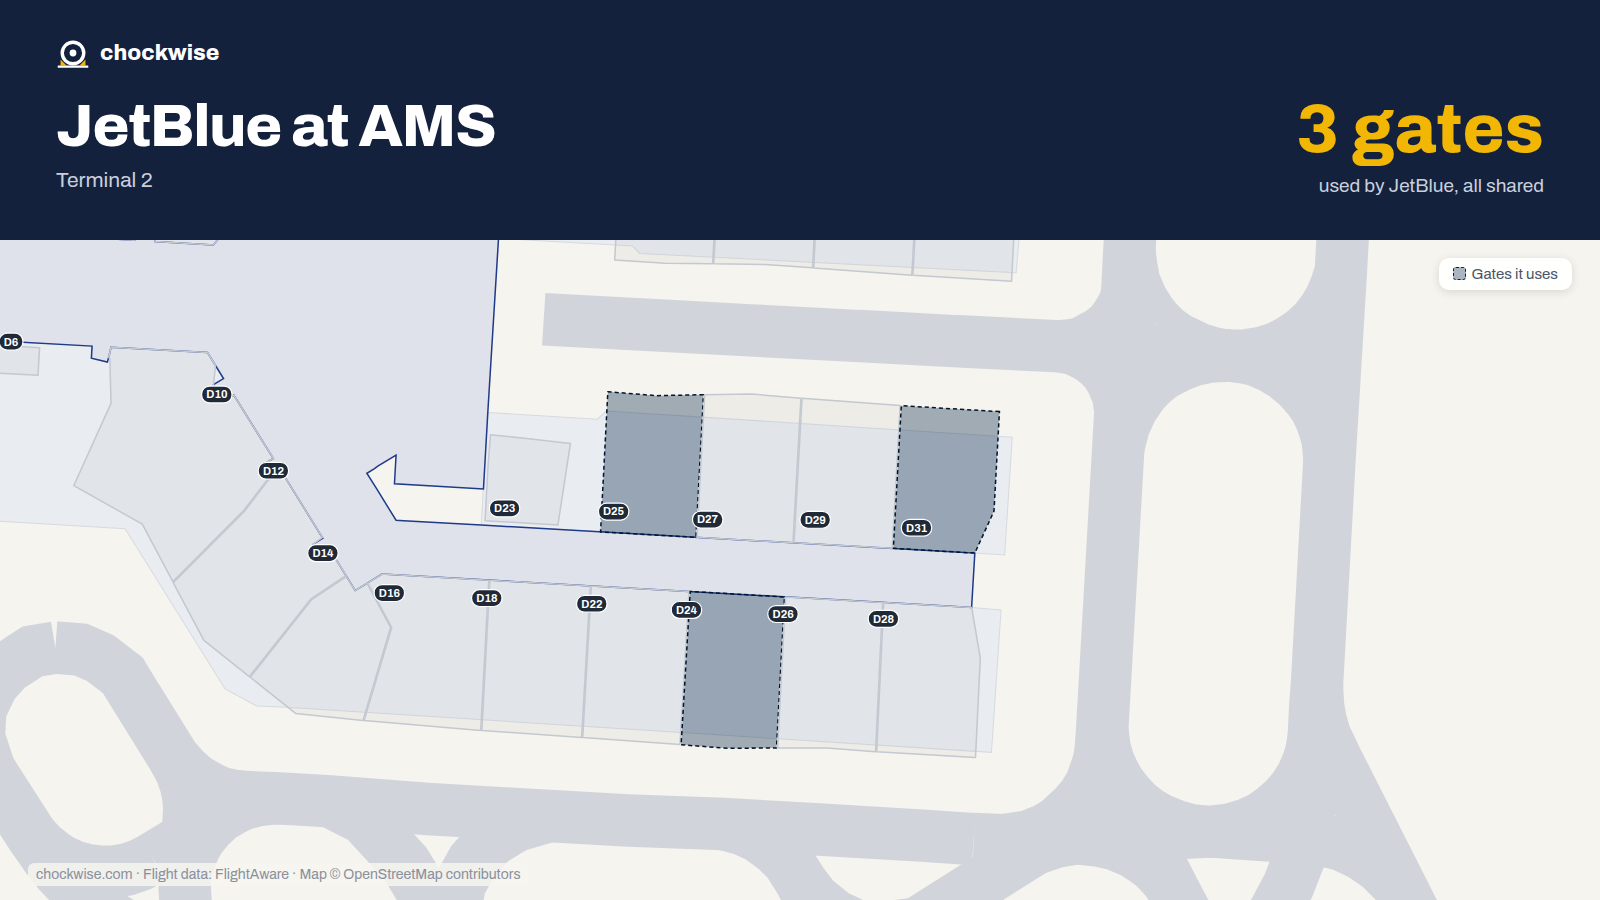 chockwise
JetBlue at AMS
Terminal 2
3 gates
used by JetBlue, all shared
Gates it uses
D6
D10
D12
D14
D16
D18
D22
D24
D26
D28
D23
D25
D27
D29
D31
chockwise.com · Flight data: FlightAware · Map © OpenStreetMap contributors